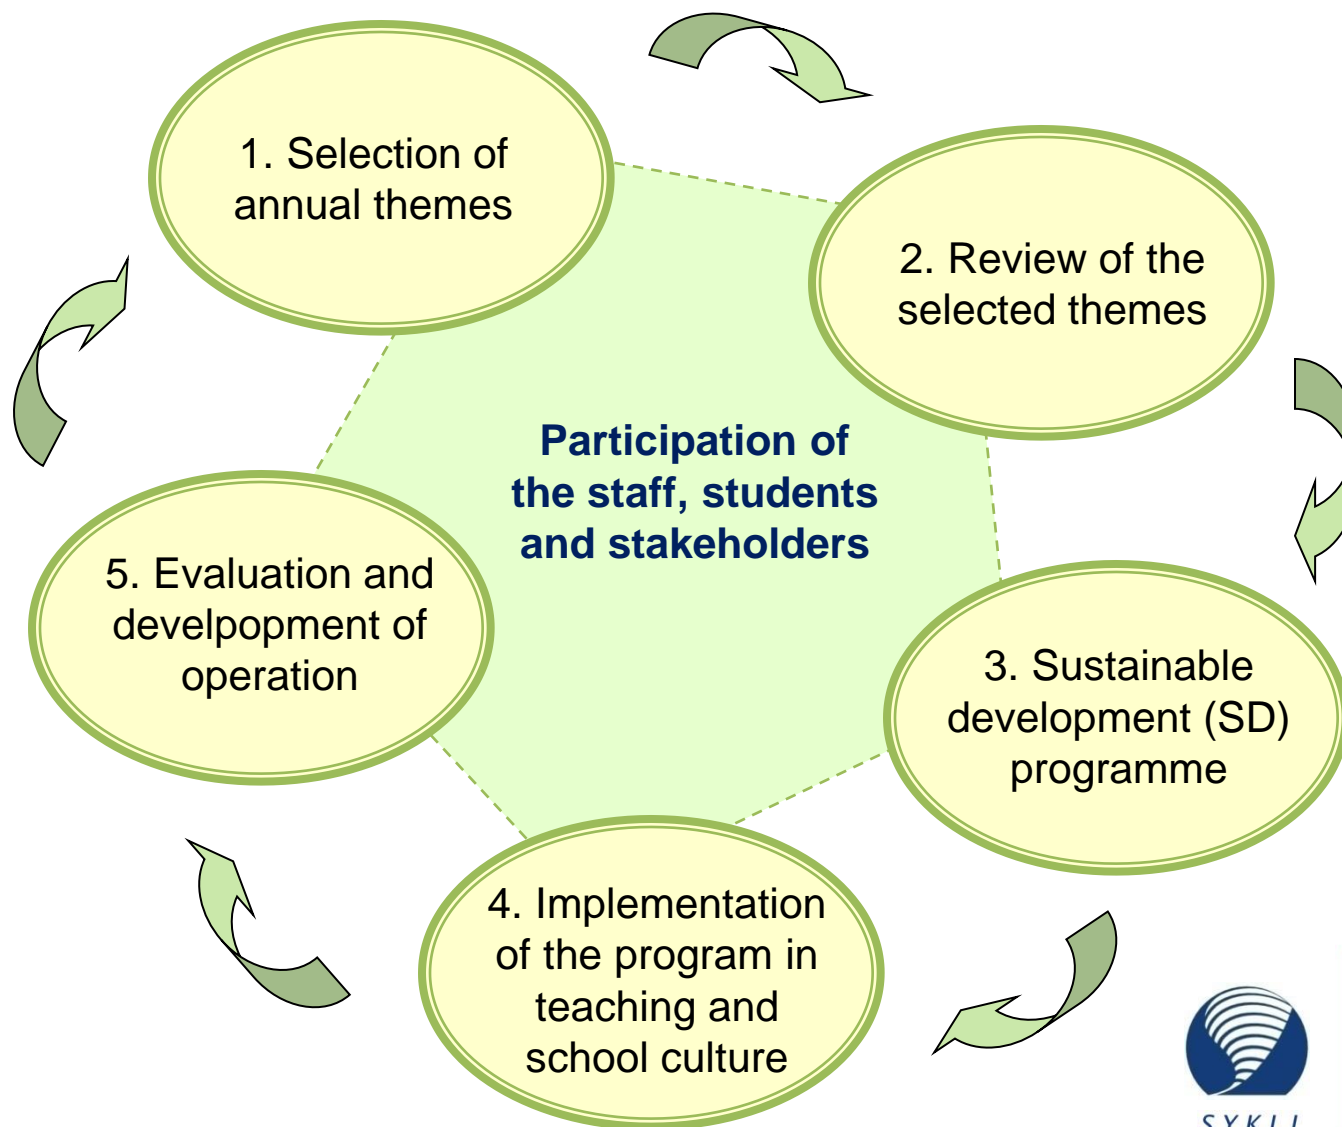 1. Selection of
annual themes
2. Review of the
selected themes
Participation of
the staff, students
and stakeholders
5. Evaluation and
develpopment of
operation
3. Sustainable
development (SD)
programme
4. Implementation
of the program in
teaching and
school culture
SYKLI